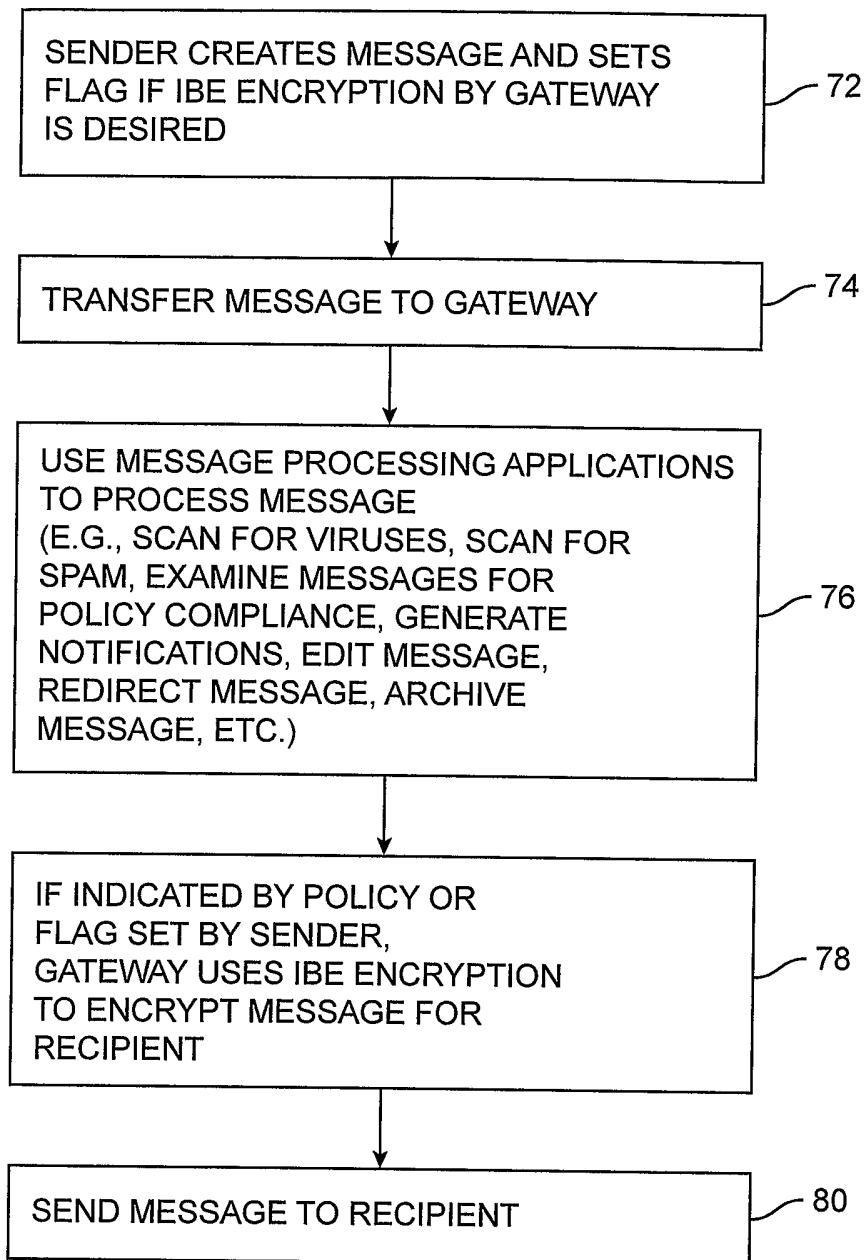 SENDER CREATES MESSAGE AND SETS
FLAG IF IBE ENCRYPTION BY GATEWAY
IS DESIRED
72
TRANSFER MESSAGE TO GATEWAY
74
USE MESSAGE PROCESSING APPLICATIONS
TO PROCESS MESSAGE
(E.G., SCAN FOR VIRUSES, SCAN FOR
SPAM, EXAMINE MESSAGES FOR
POLICY COMPLIANCE, GENERATE
NOTIFICATIONS, EDIT MESSAGE,
REDIRECT MESSAGE, ARCHIVE
MESSAGE, ETC.)
76
IF INDICATED BY POLICY OR
FLAG SET BY SENDER,
GATEWAY USES IBE ENCRYPTION
TO ENCRYPT MESSAGE FOR
RECIPIENT
78
SEND MESSAGE TO RECIPIENT
80